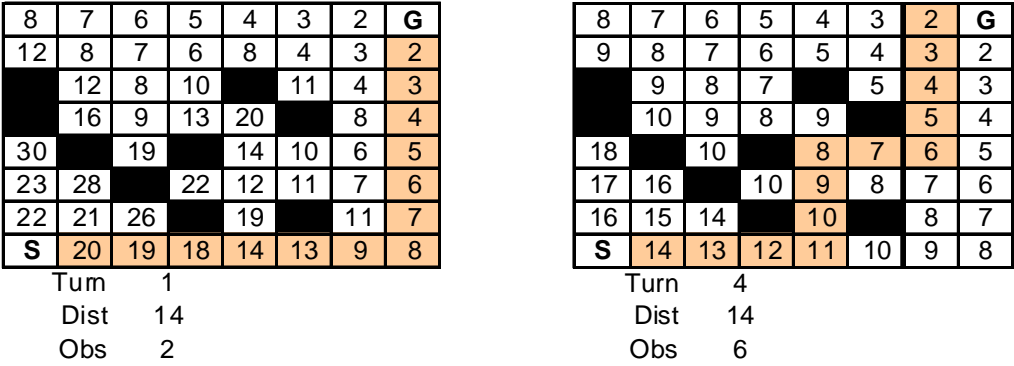 8 7 6 5 4 3 2 G
12 8 7 6 8 4 3 2
12 8 10 11 4 3
16 9 13 20 8 4
30 19 14 10 6 5
23 28 22 12 11 7 6
22 21 26 19 11 7
S 20 19 18 14 13 9 8
Turn 1
Dist 14
Obs 2
8 7 6 5 4 3 2 G
9 8 7 6 5 4 3 2
9 8 7 5 4 3
10 9 8 9 5 4
18 10 8 7 6 5
17 16 10 9 8 7 6
16 15 14 10 8 7
S 14 13 12 11 10 9 8
Turn 4
Dist 14
Obs 6